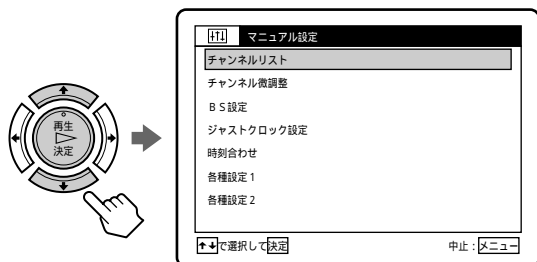 マニュアル設定
チャンネルリスト
チャンネル微調整
ＢＳ設定
ジャストクロック設定
時刻合わせ
各種設定１
各種設定２
再生
決定
↑↓で選択して決定 中止：メニュー